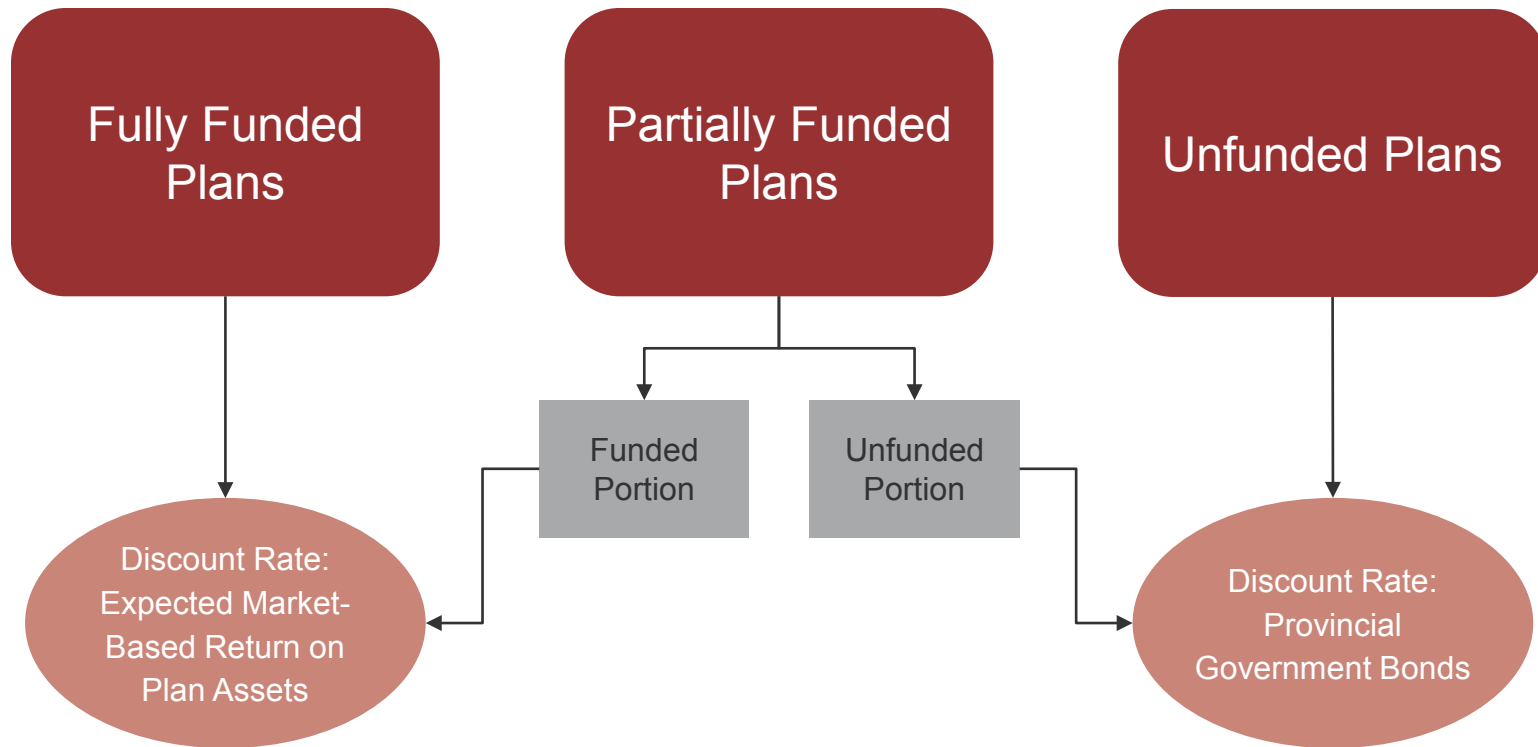 Fully Funded
Plans
Partially Funded
Plans
Unfunded Plans
Funded
Portion
Unfunded
Portion
Discount Rate:
Expected Market-
Based Return on
Plan Assets
Discount Rate:
Provincial
Government Bonds